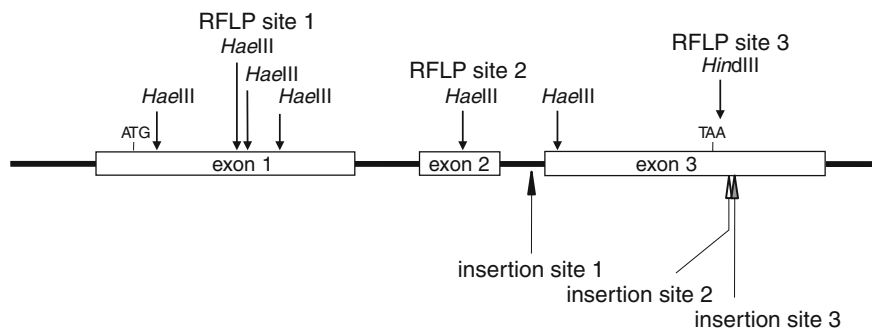 RFLP site 1
HaeIII
HaeIII
HaeIII
HaeIII
RFLP site 2
HaeIII
HaeIII
RFLP site 3
HindIII
ATG
TAA
exon 1
exon 2
exon 3
insertion site 1
insertion site 2
insertion site 3